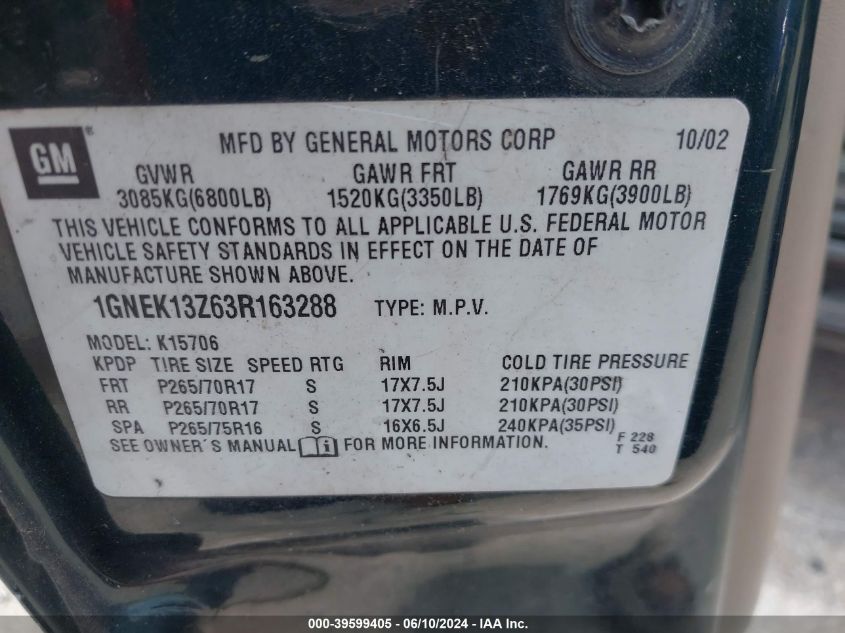 GM®
MFD BY GENERAL MOTORS CORP 10/02
GVWR GAWR FRT GAWR RR
3085KG(6800LB) 1520KG(3350LB) 1769KG(3900LB)
THIS VEHICLE CONFORMS TO ALL APPLICABLE U.S. FEDERAL MOTOR
VEHICLE SAFETY STANDARDS IN EFFECT ON THE DATE OF
MANUFACTURE SHOWN ABOVE.
1GNEK13Z63R163288 TYPE: M.P.V.
MODEL: K15706
KPDP TIRE SIZE SPEED RTG RIM COLD TIRE PRESSURE
FRT P265/70R17 S 17X7.5J 210KPA(30PSI)
RR P265/70R17 S 17X7.5J 210KPA(30PSI)
SPA P265/75R16 S 16X6.5J 240KPA(35PSI)
SEE OWNER'S MANUAL i FOR MORE INFORMATION.
F 228
T 540
000-39599405 - 06/10/2024 - IAA Inc.